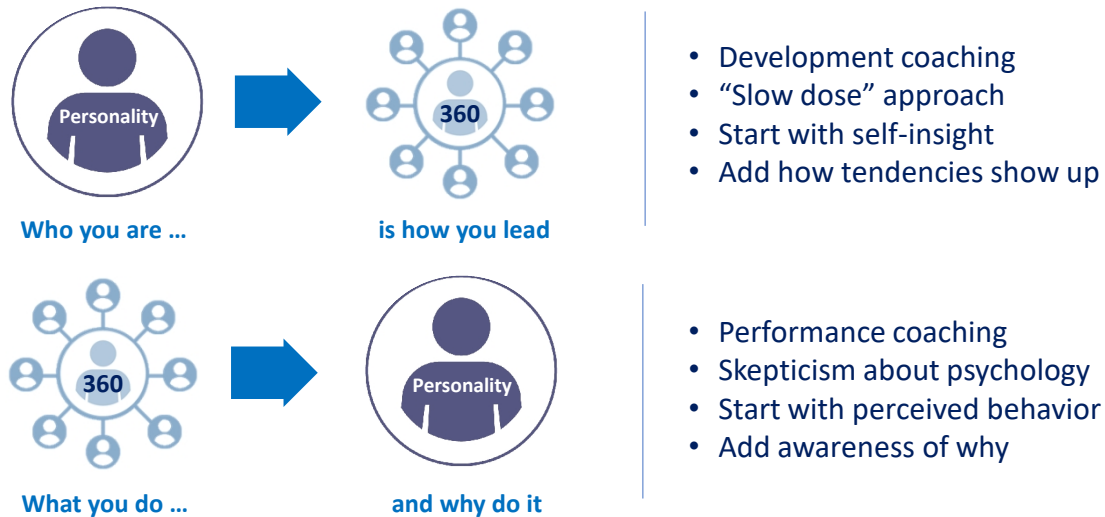 Personality
360
Who you are ...
is how you lead
• Development coaching
• “Slow dose” approach
• Start with self-insight
• Add how tendencies show up
360
Personality
What you do ...
and why do it
• Performance coaching
• Skepticism about psychology
• Start with perceived behavior
• Add awareness of why